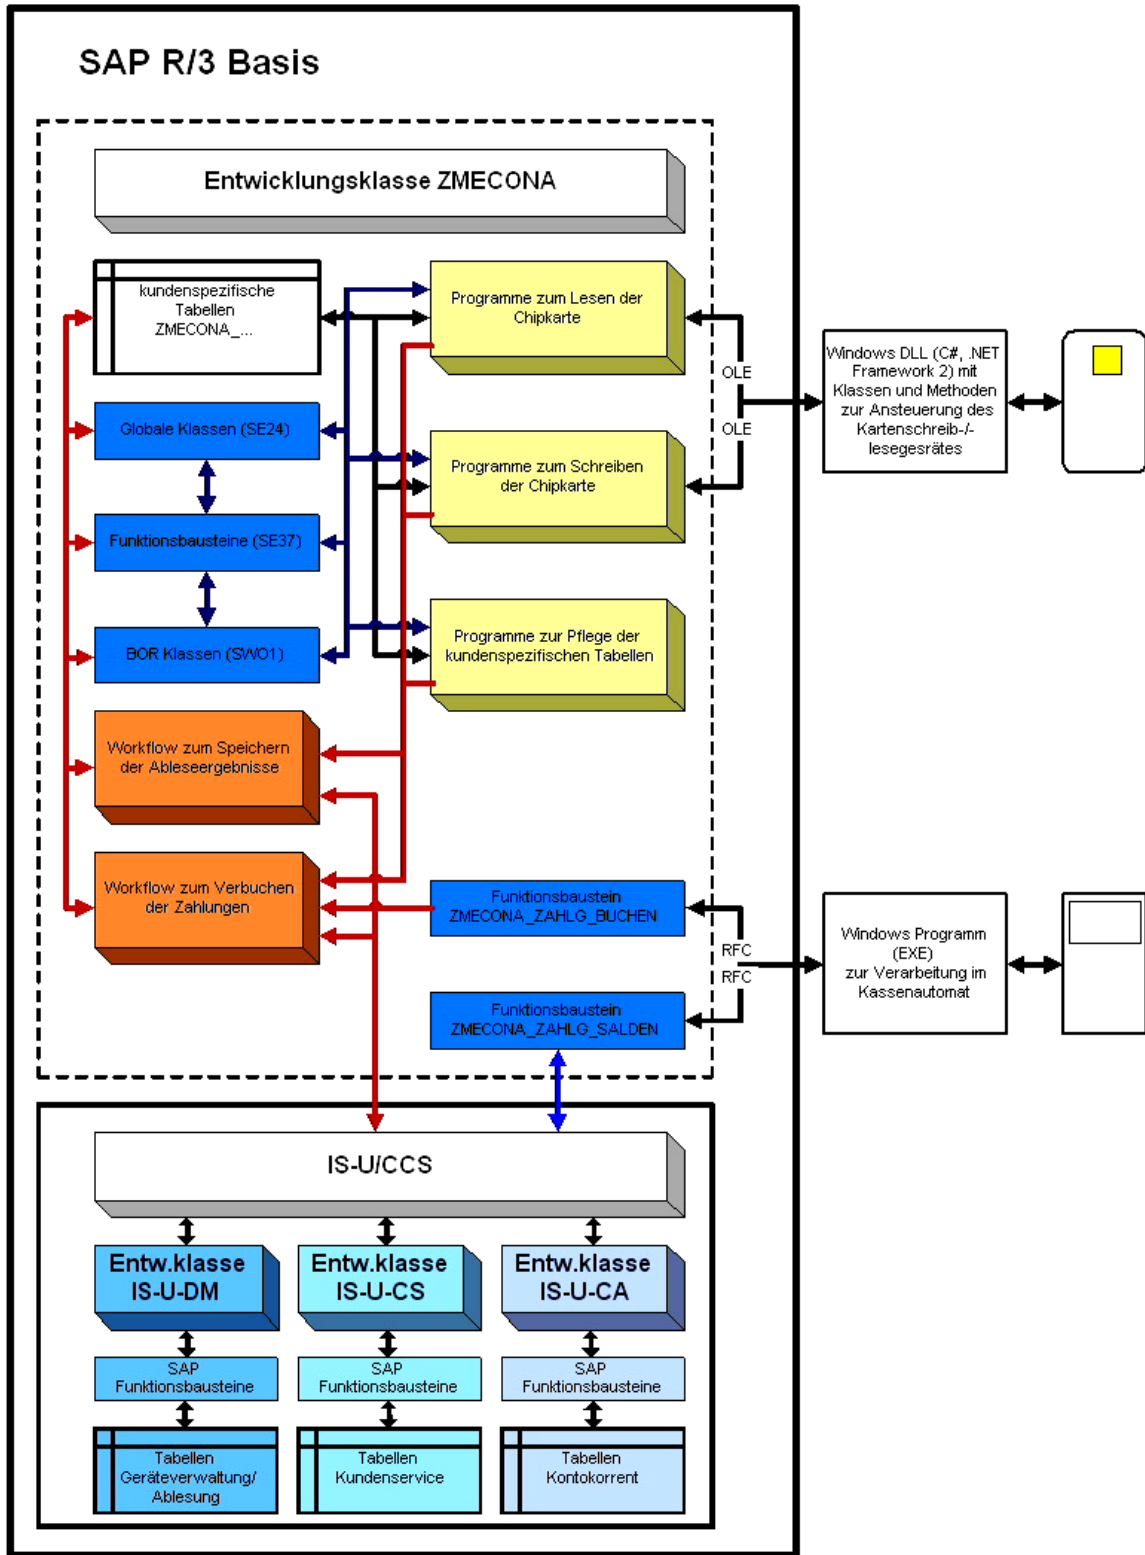 SAP R/3 Basis
Entwicklungsklasse ZMECONA
kundenspezifische
Tabellen
ZMECONA_...
Programme zum Lesen der
Chipkarte
OLE
OLE
Windows DLL (C#, .NET
Framework 2) mit
Klassen und Methoden
zur Ansteuerung des
Kartenschreib-/-
lesegesrätes
Globale Klassen (SE24)
Programme zum Schreiben
der Chipkarte
Funktionsbausteine (SE37)
BOR Klassen (SWO1)
Programme zur Pflege der
kundenspezifischen Tabellen
Workflow zum Speichern
der Ableseergebnisse
Workflow zum Verbuchen
der Zahlungen
Funktionsbaustein
ZMECONA_ZAHLG_BUCHEN
RFC
RFC
Windows Programm
(EXE)
zur Verarbeitung im
Kassenautomat
Funktionsbaustein
ZMECONA_ZAHLG_SALDEN
IS-U/CCS
Entw.klasse
IS-U-DM
Entw.klasse
IS-U-CS
Entw.klasse
IS-U-CA
SAP
Funktionsbausteine
SAP
Funktionsbausteine
SAP
Funktionsbausteine
Tabellen
Geräteverwaltung/
Ablesung
Tabellen
Kundenservice
Tabellen
Kontokorrent